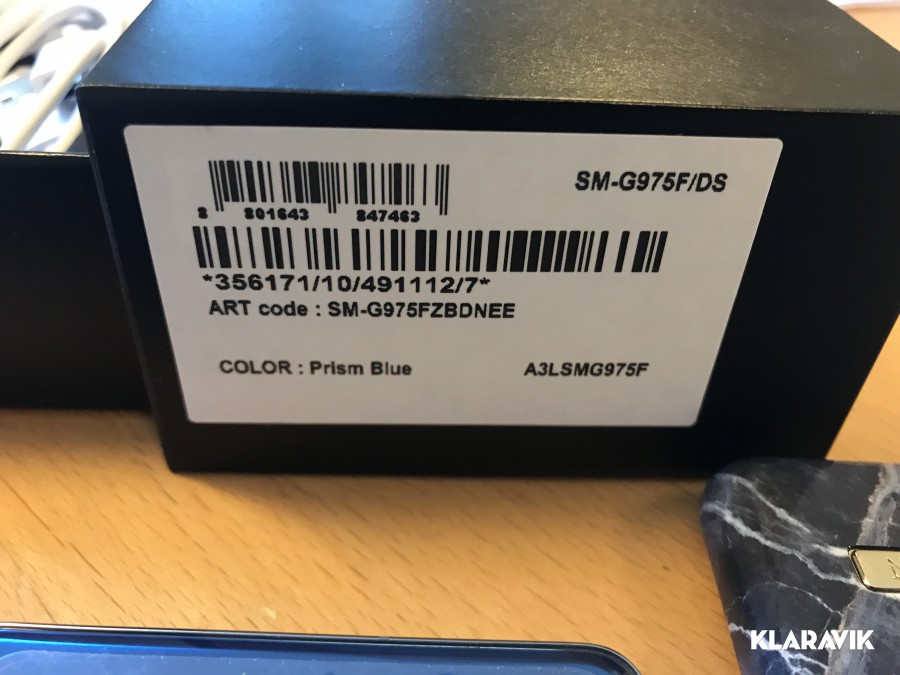 SM-G975F/DS
8 801643 847463
*356171/10/491112/7*
ART code : SM-G975FZBDNEE
COLOR : Prism Blue
A3LSMG975F
KLARAVIK